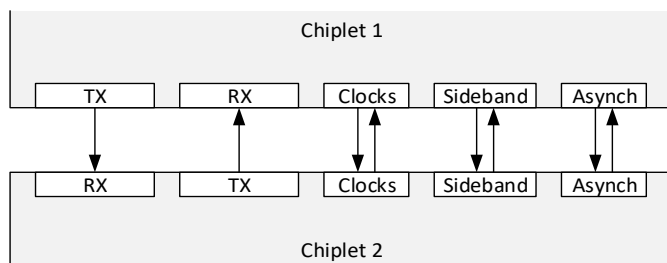 Chiplet 1
TX RX Clocks Sideband Asynch
RX TX Clocks Sideband Asynch
Chiplet 2